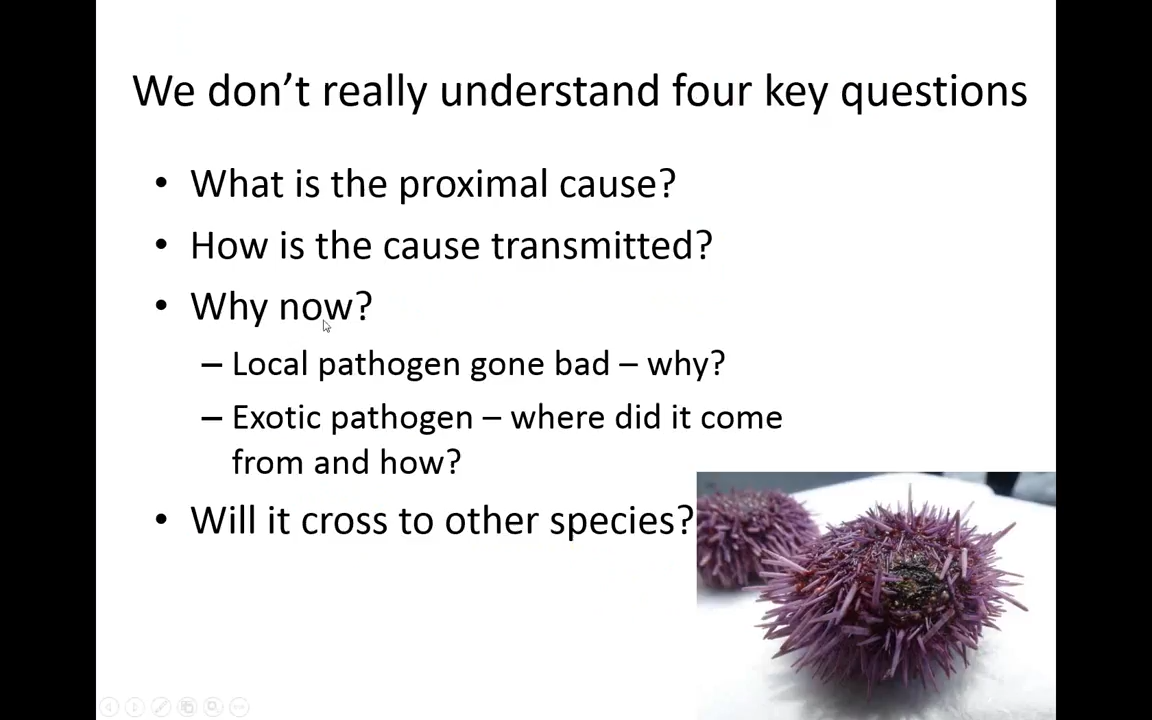 We don’t really understand four key questions
• What is the proximal cause?
• How is the cause transmitted?
• Why now?
– Local pathogen gone bad – why?
– Exotic pathogen – where did it come
from and how?
• Will it cross to other species?